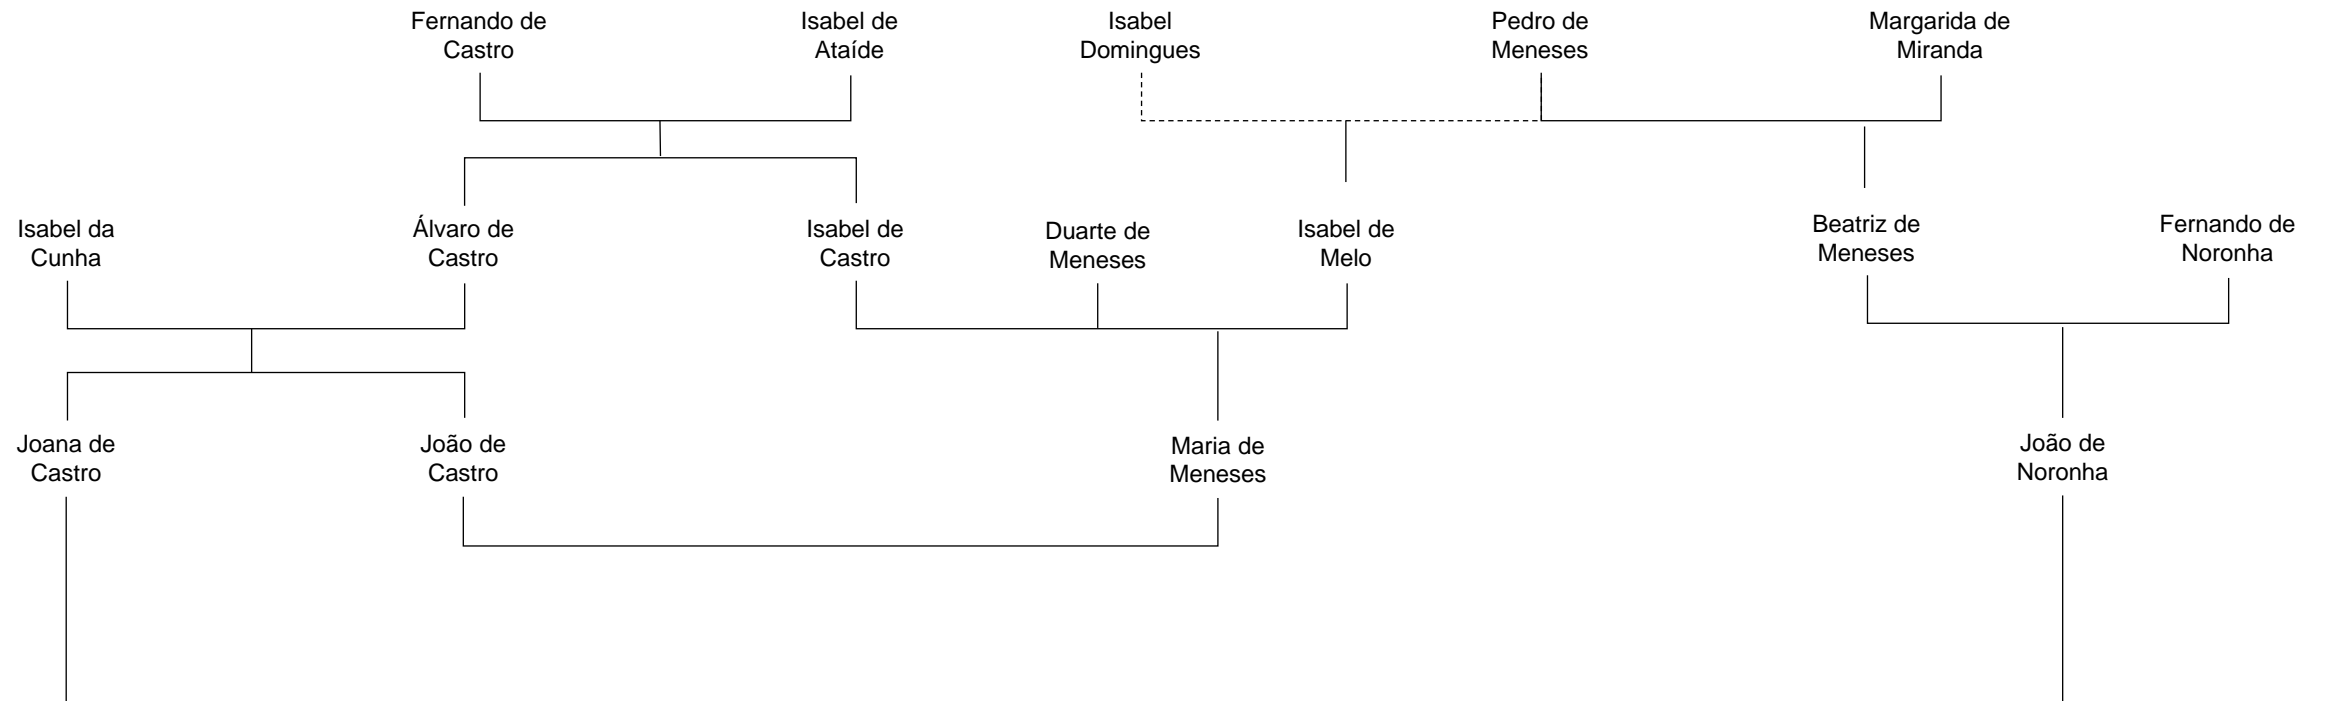 Fernando de
Castro
Isabel de
Ataíde
Isabel
Domingues
Pedro de
Meneses
Margarida de
Miranda
Isabel da
Cunha
Álvaro de
Castro
Isabel de
Castro
Duarte de
Meneses
Isabel de
Melo
Beatriz de
Meneses
Fernando de
Noronha
Joana de
Castro
João de
Castro
Maria de
Meneses
João de
Noronha